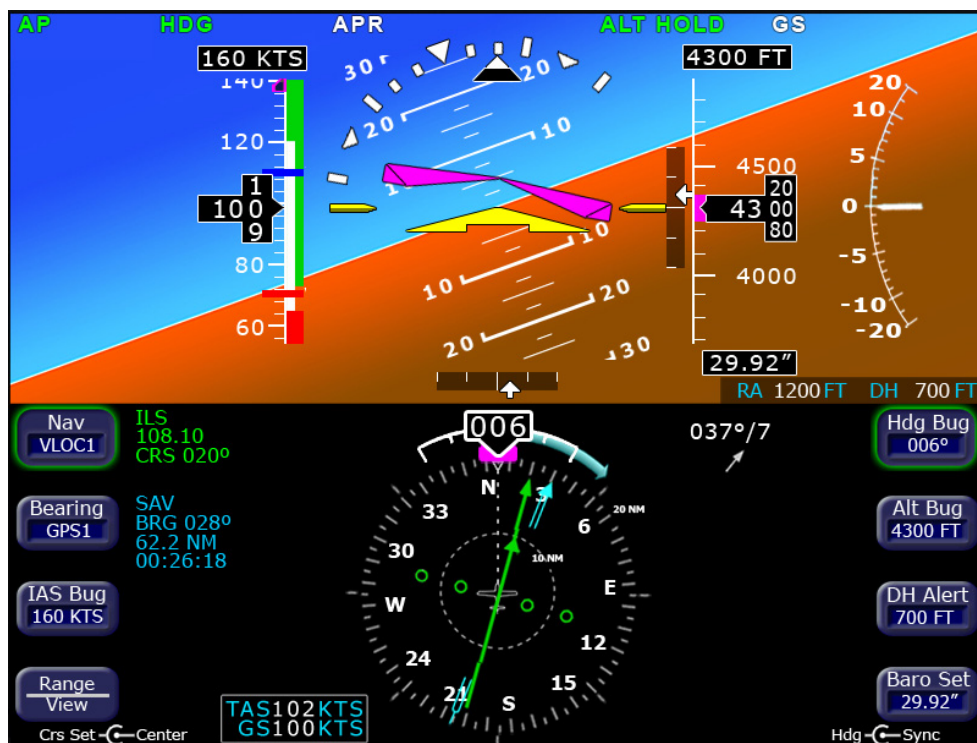 AP HDG APR ALT HOLD GS
160 KTS
4300 FT
140
120
1
100
9
80
60
30
20
10
10
20
10
10
20
20
30
4500
20
4300
80
4000
20
10
5
0
-5
-10
-20
29.92"
RA 1200 FT DH 700 FT
Nav
VLOC1
ILS
108.10
CRS 020º
Bearing
GPS1
SAV
BRG 028º
62.2 NM
00:26:18
IAS Bug
160 KTS
Range
View
Crs Set Center
TAS 102 KTS
GS 100 KTS
006
N
3
6
E
12
15
S
21
24
W
30
33
20 NM
10 NM
037°/7
Hdg Bug
006º
Alt Bug
4300 FT
DH Alert
700 FT
Baro Set
29.92"
Hdg Sync